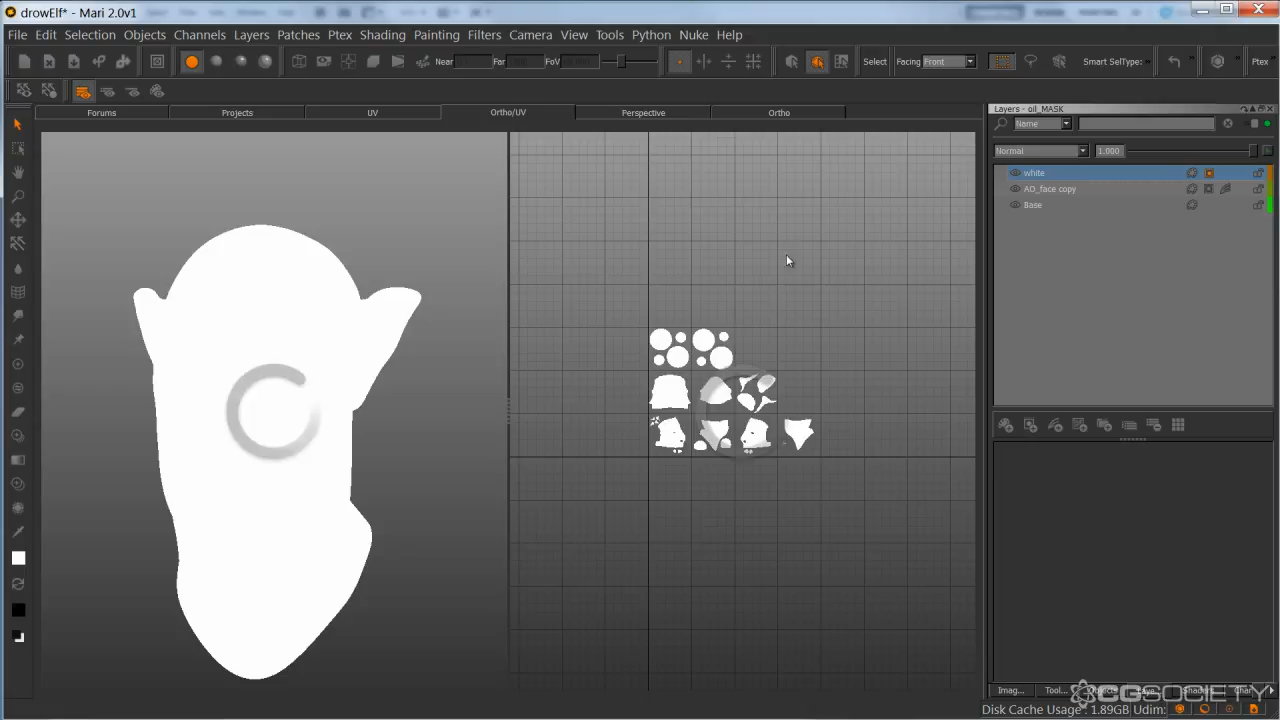 drowElf* - Mari 2.0v1
File Edit Selection Objects Channels Layers Patches Ptex Shading Painting Filters Camera View Tools Python Nuke Help
Near Far FoV Select Facing Front Smart SelType: Ptex
Forums Projects UV Ortho/UV Perspective Ortho
Layers - oil_MASK
Name
Normal 1.000
white
AO_face copy
Base
Imag... Tool... Objects Shaders
CGSOCIETY
Disk Cache Usage : 1.89GB Udim: